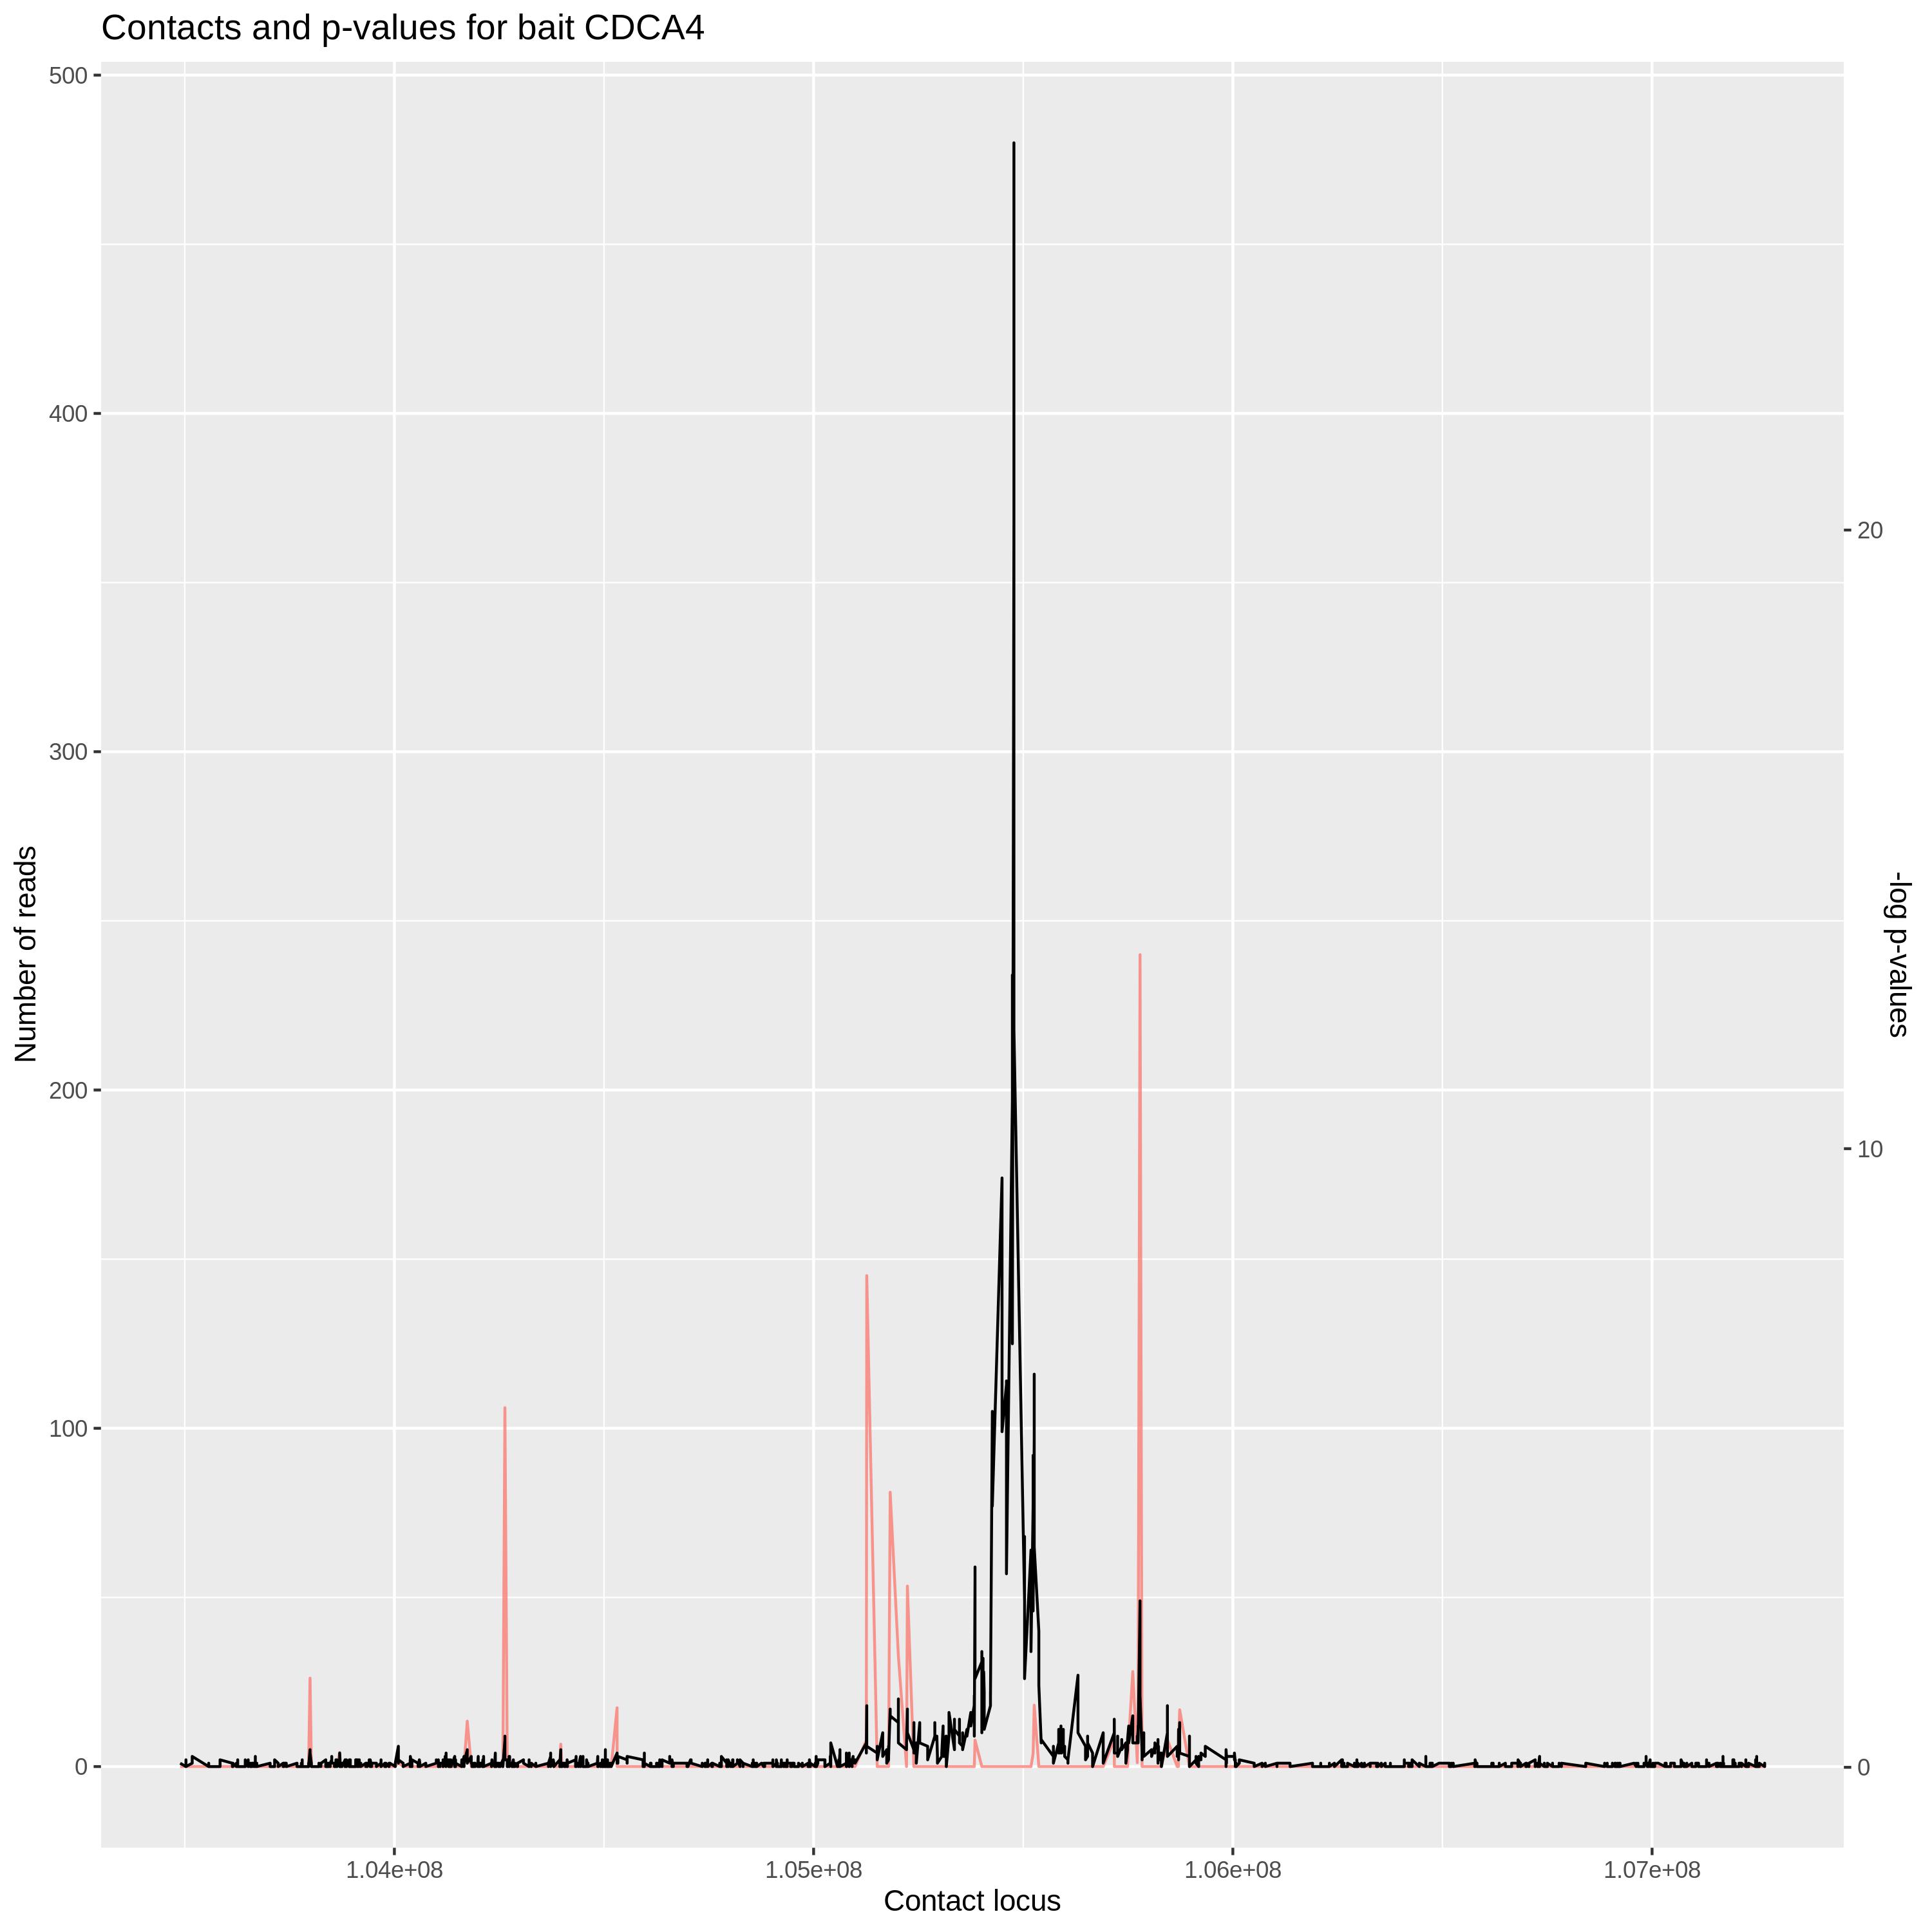 Contacts and p-values for bait CDCA4
500
400
300
200
100
0
Number of reads
20
10
0
-log p-values
1.04e+08
1.05e+08
1.06e+08
1.07e+08
Contact locus